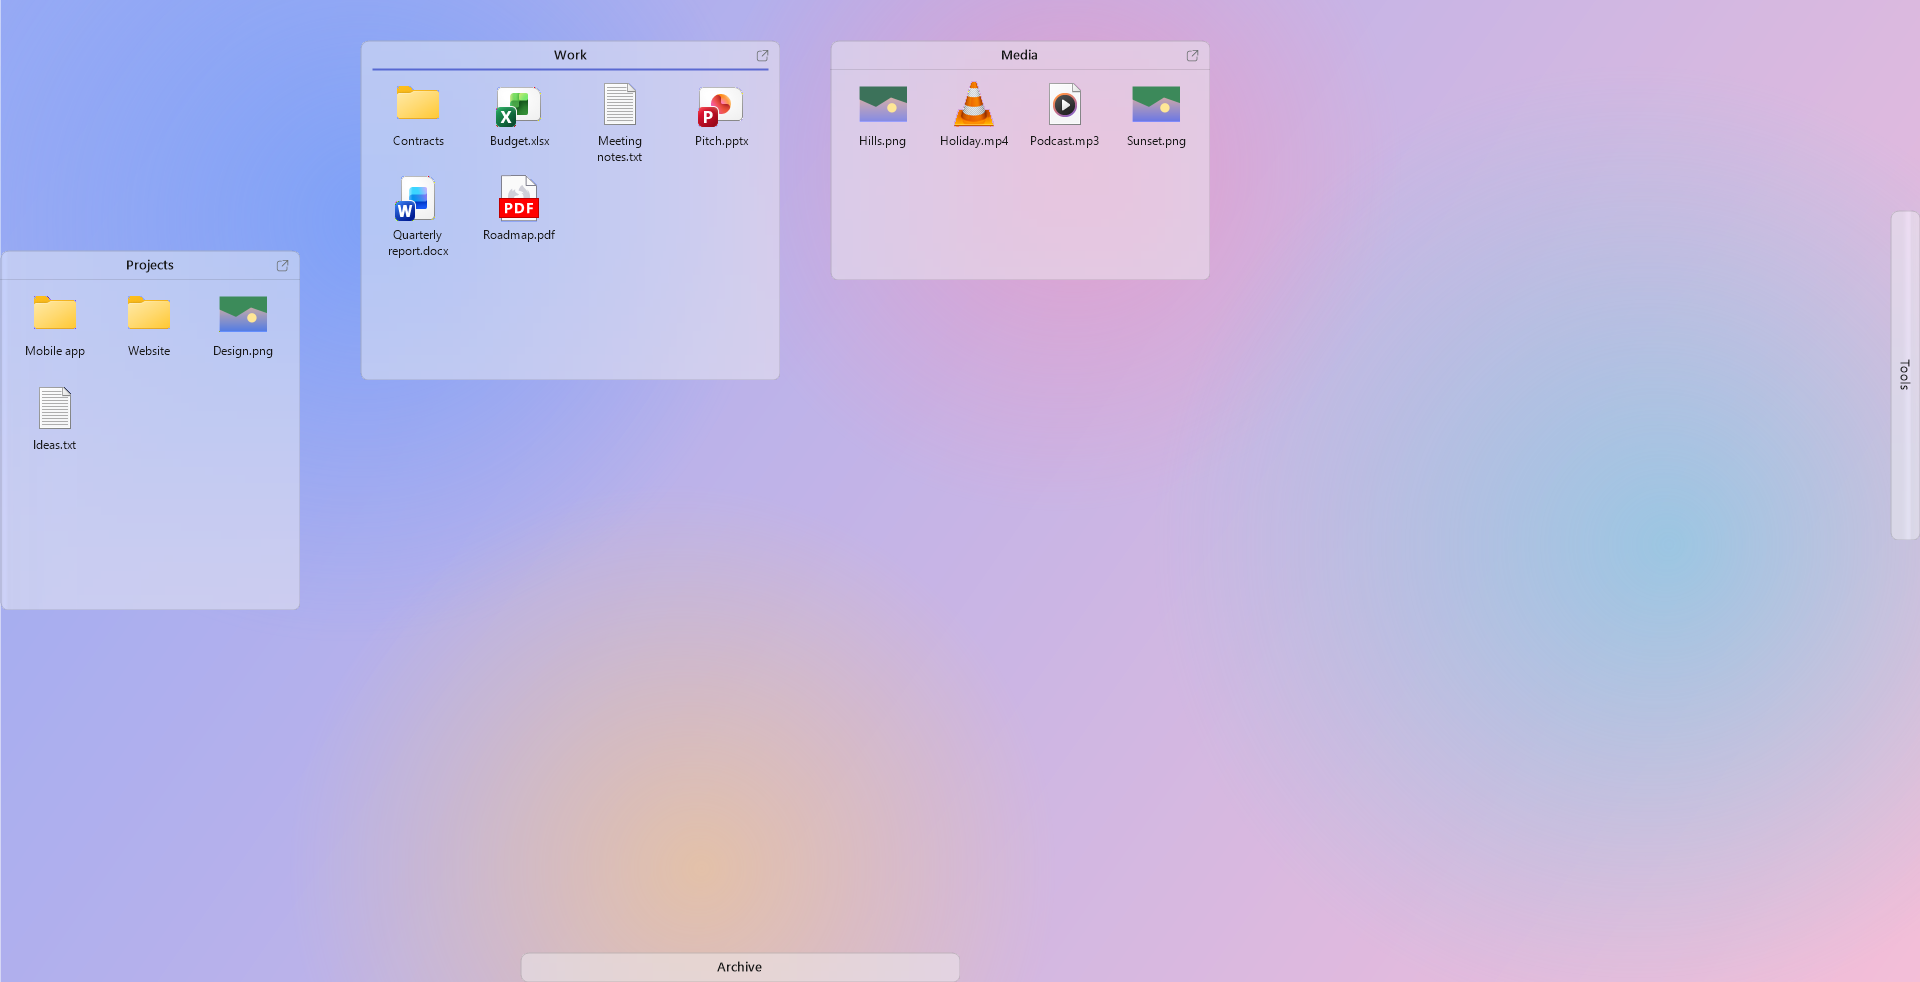 Work
Contracts
Budget.xlsx
Meeting
notes.txt
Pitch.pptx
Quarterly
report.docx
Roadmap.pdf
X
P
W
PDF
Media
Hills.png
Holiday.mp4
Podcast.mp3
Sunset.png
Projects
Mobile app
Website
Design.png
Ideas.txt
Tools
Archive